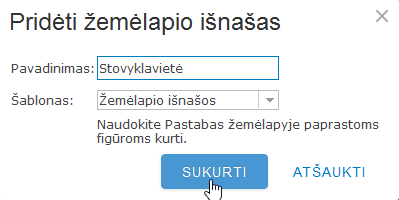 Pridėti žemėlapio išnašas
Pavadinimas: Stovyklavietė
Šablonas: Žemėlapio išnašos
Naudokite Pastabas žemėlapyje paprastoms
figūroms kurti.
SUKURTI ATŠAUKTI